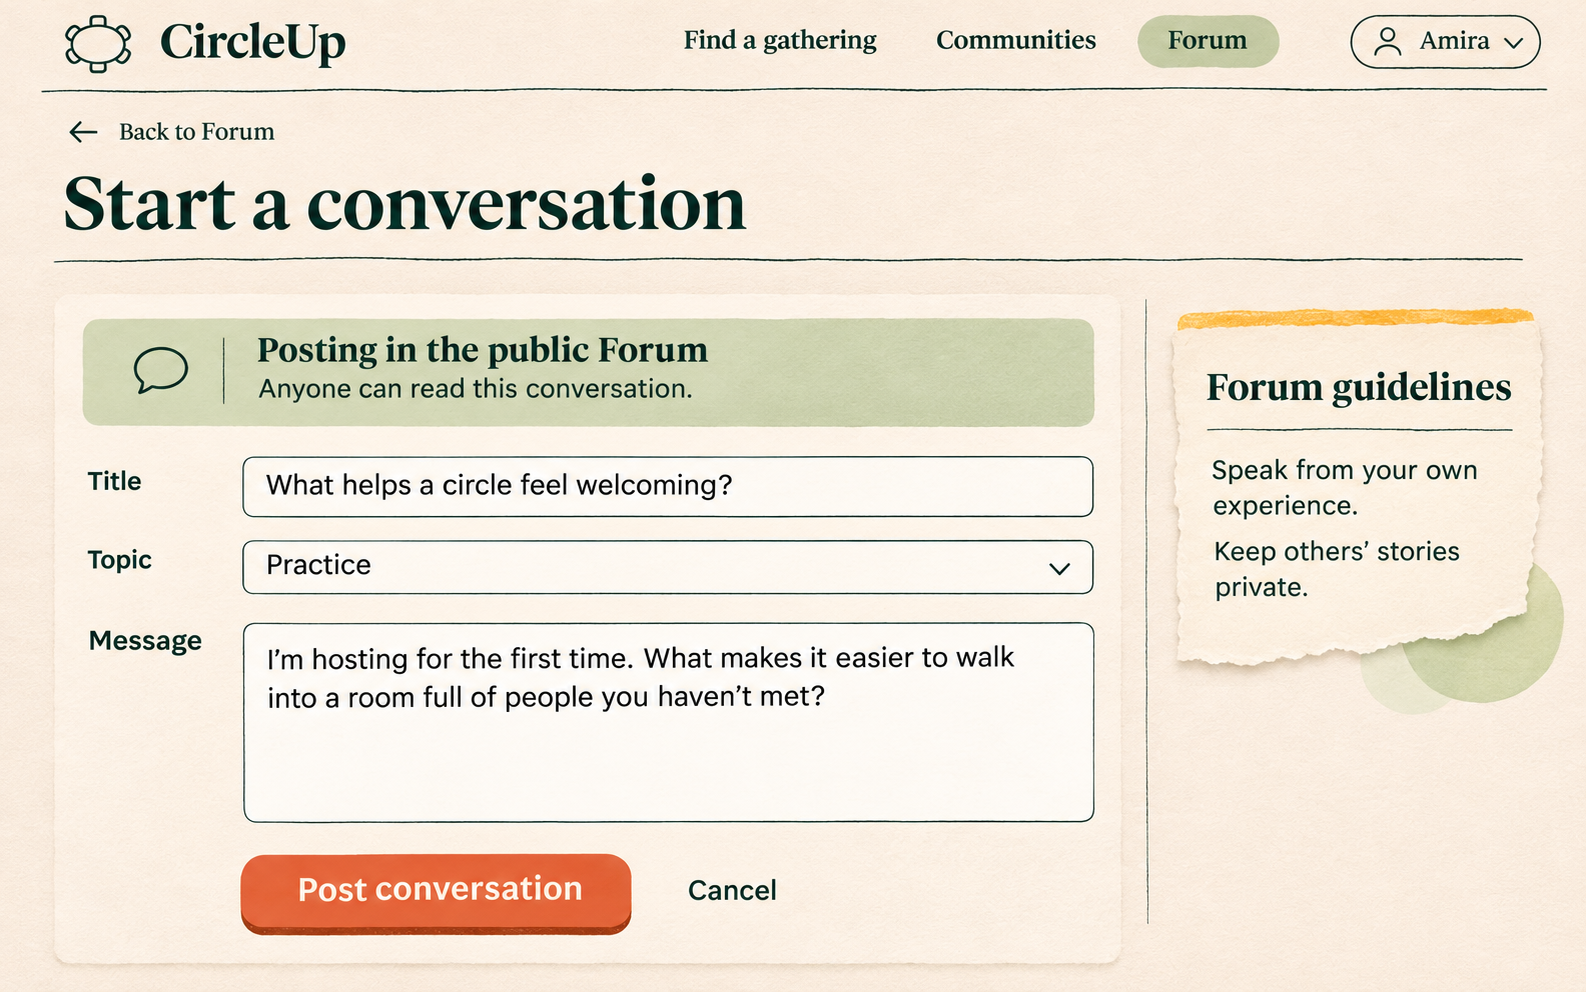 CircleUp
Find a gathering
Communities
Forum
Amira
Back to Forum
Start a conversation
Posting in the public Forum
Anyone can read this conversation.
Title
What helps a circle feel welcoming?
Topic
Practice
Message
I’m hosting for the first time. What makes it easier to walk
into a room full of people you haven’t met?
Post conversation
Cancel
Forum guidelines
Speak from your own
experience.
Keep others’ stories
private.